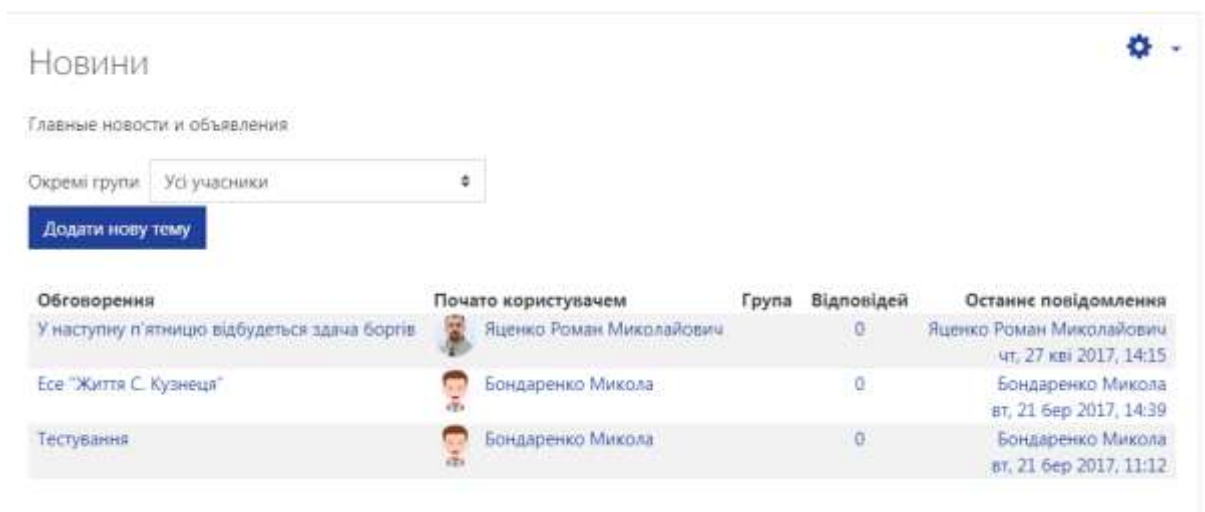 Новини
Главные новости и объявления
Окремі групи Усі учасники
Додати нову тему
Обговорення Почато користувачем Група Відповідей Останнє повідомлення
У наступну п'ятницю відбудеться здача боргів Яценко Роман Миколайович 0 Яценко Роман Миколайович
чт, 27 кві 2017, 14:15
Есе "Життя С. Кузнеця" Бондаренко Микола 0 Бондаренко Микола
вт, 21 бер 2017, 14:39
Тестування Бондаренко Микола 0 Бондаренко Микола
вт, 21 бер 2017, 11:12